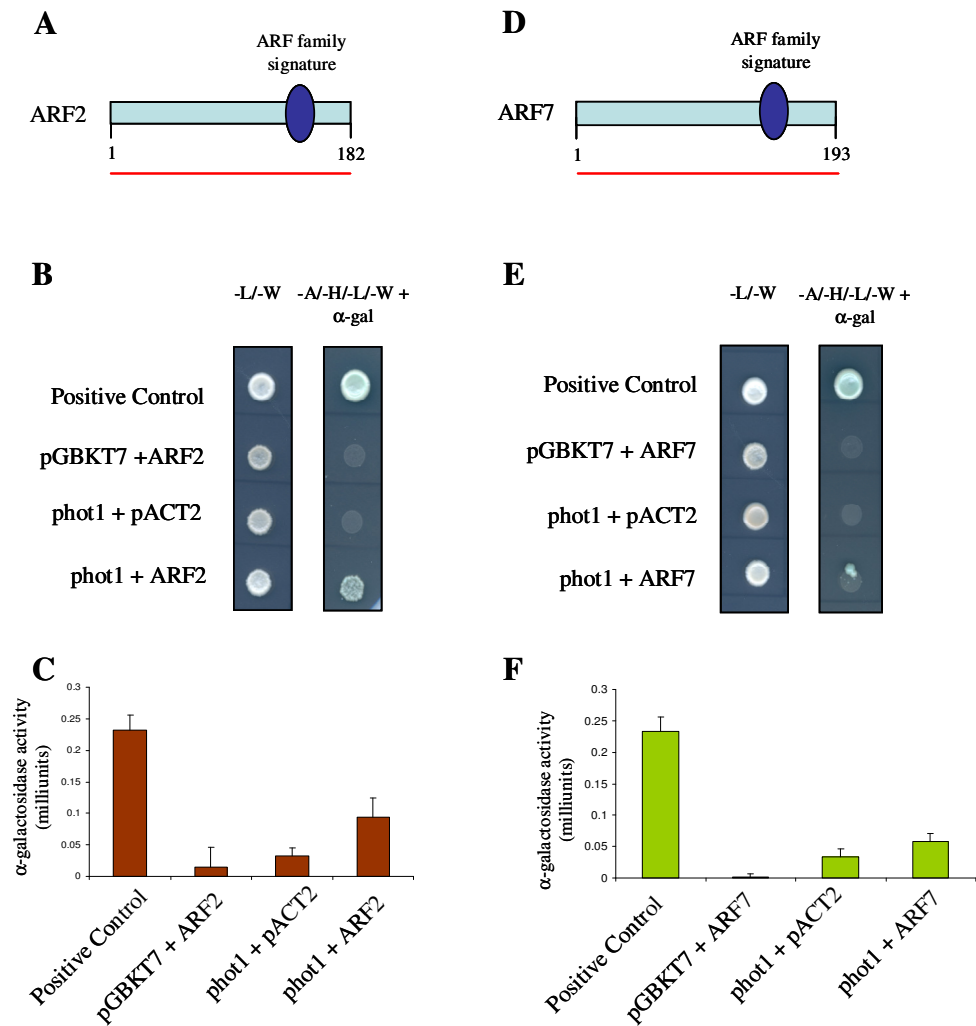 A
ARF family
signature
ARF2
1
182
D
ARF family
signature
ARF7
1
193
B
-L/-W
-A/-H/-L/-W +
α-gal
Positive Control
pGBKT7 +ARF2
phot1 + pACT2
phot1 + ARF2
E
-L/-W
-A/-H/-L/-W +
α-gal
Positive Control
pGBKT7 + ARF7
phot1 + pACT2
phot1 + ARF7
C
α-galactosidase activity
(milliunits)
0.3
0.25
0.2
0.15
0.1
0.05
0
Positive Control
pGBKT7 + ARF2
phot1 + pACT2
phot1 + ARF2
F
α-galactosidase activity
(milliunits)
0.3
0.25
0.2
0.15
0.1
0.05
0
Positive Control
pGBKT7 + ARF7
phot1 + pACT2
phot1 + ARF7